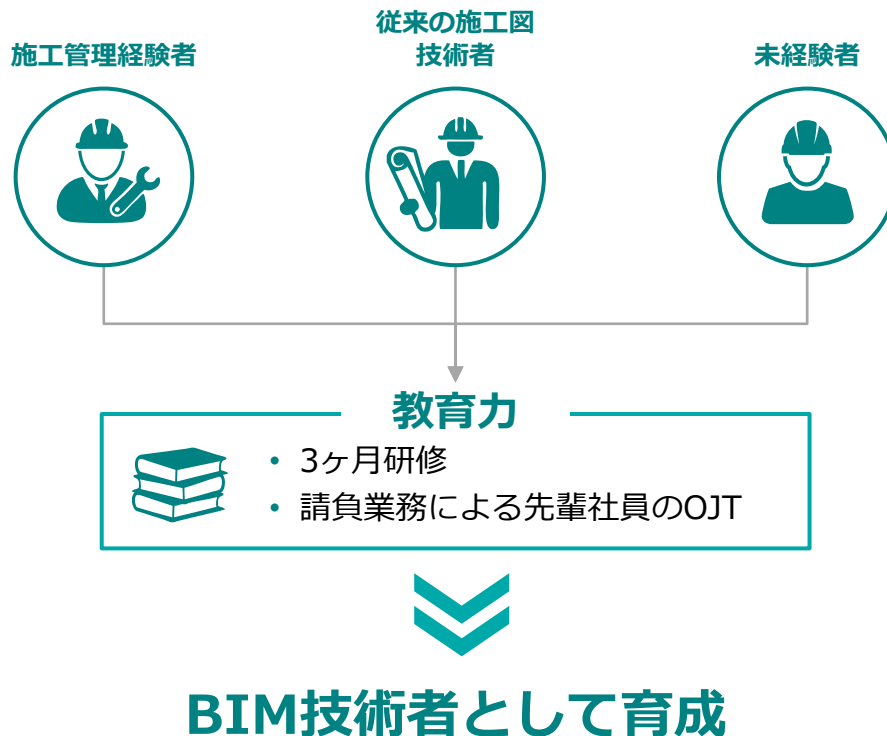 従来の施工図
技術者
施工管理経験者
未経験者
教育力
• 3ヶ月研修
• 請負業務による先輩社員のOJT
BIM技術者として育成